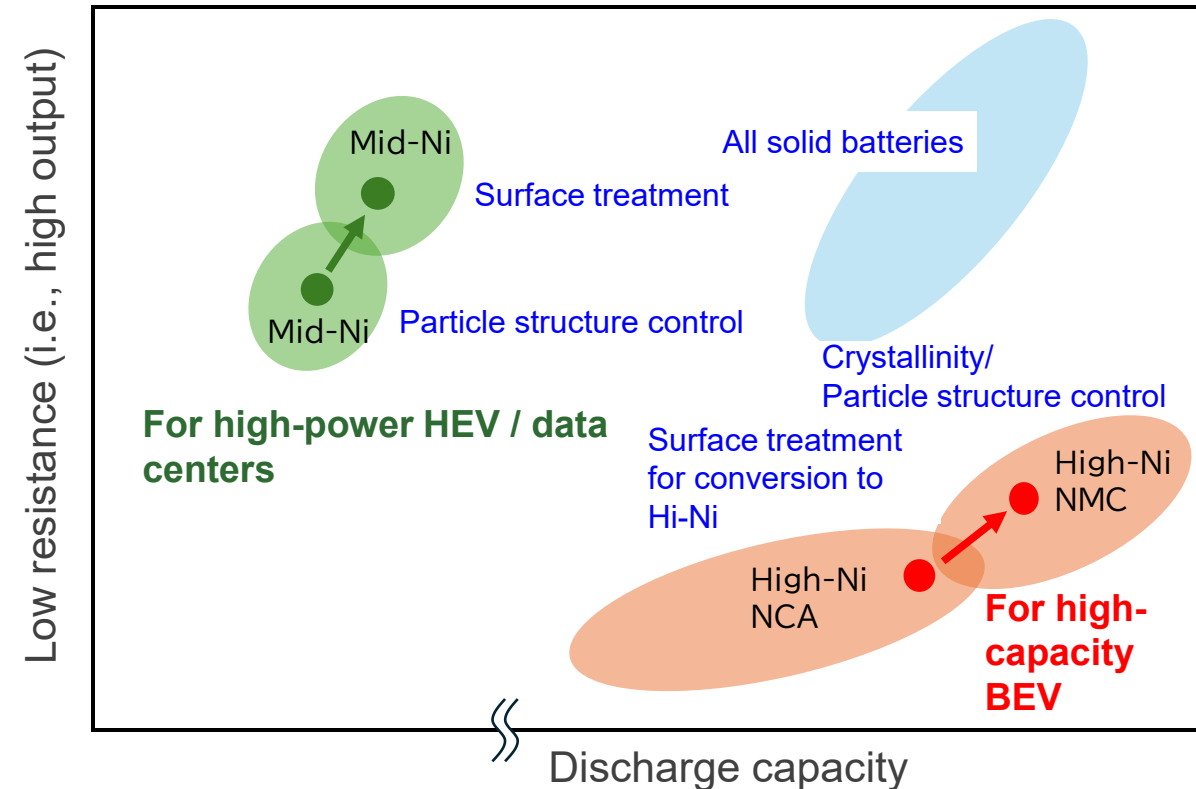 Low resistance (i.e., high output)
Mid-Ni
Surface treatment
Mid-Ni
Particle structure control
For high-power HEV / data
centers
All solid batteries
Crystallinity/
Particle structure control
Surface treatment
for conversion to
Hi-Ni
High-Ni
NMC
High-Ni
NCA
For high-
capacity
BEV
Discharge capacity